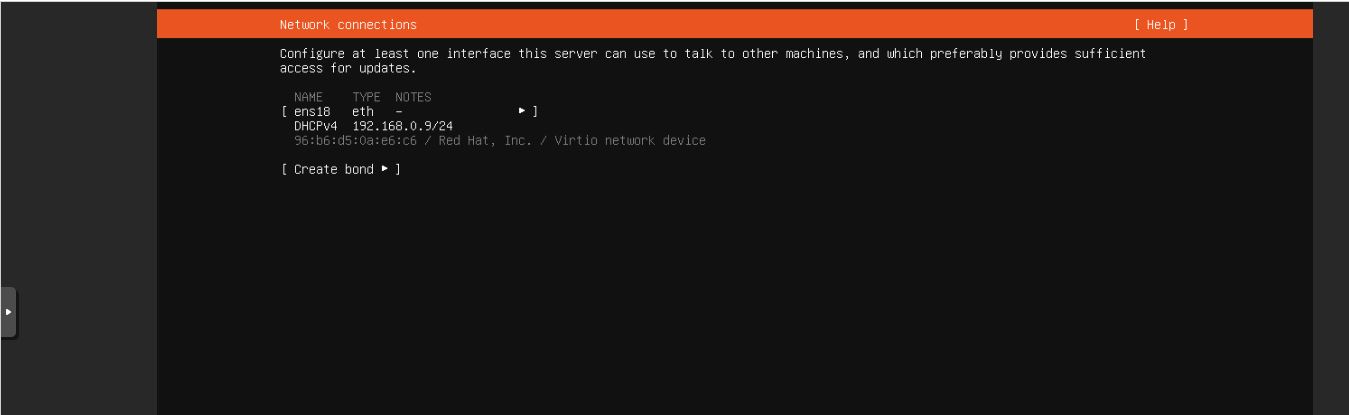 Network connections [ Help ]
Configure at least one interface this server can use to talk to other machines, and which preferably provides sufficient
access for updates.
NAME TYPE NOTES
[ ens18 eth - ▸ ]
DHCPv4 192.168.0.9/24
96:b6:d5:0a:e6:c6 / Red Hat, Inc. / Virtio network device
[ Create bond ▸ ]